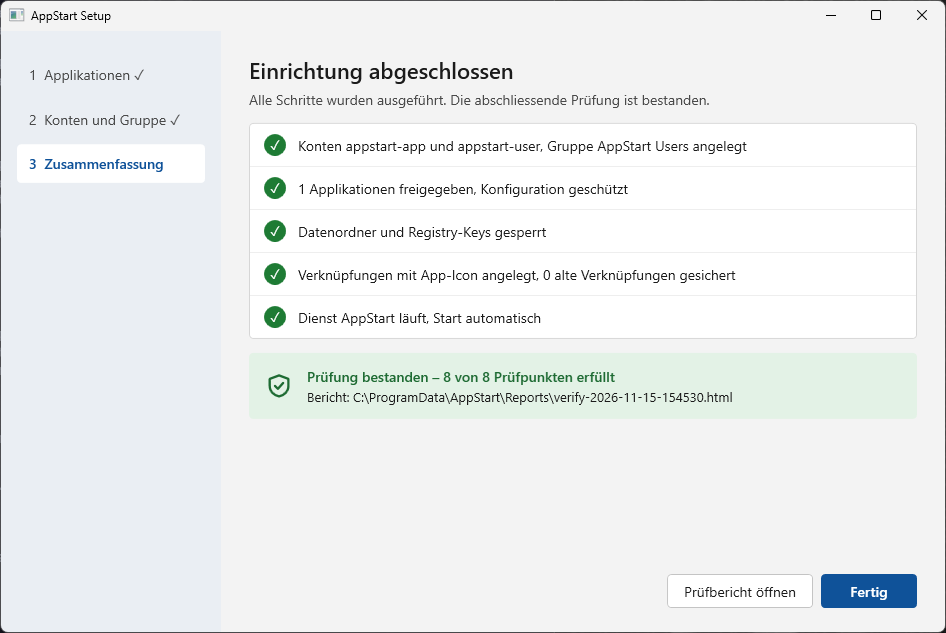 AppStart Setup
1 Applikationen ✓
2 Konten und Gruppe ✓
3 Zusammenfassung
Einrichtung abgeschlossen
Alle Schritte wurden ausgeführt. Die abschliessende Prüfung ist bestanden.
Konten appstart-app und appstart-user, Gruppe AppStart Users angelegt
1 Applikationen freigegeben, Konfiguration geschützt
Datenordner und Registry-Keys gesperrt
Verknüpfungen mit App-Icon angelegt, 0 alte Verknüpfungen gesichert
Dienst AppStart läuft, Start automatisch
Prüfung bestanden – 8 von 8 Prüfpunkten erfüllt
Bericht: C:\ProgramData\AppStart\Reports\verify-2026-11-15-154530.html
Prüfbericht öffnen
Fertig